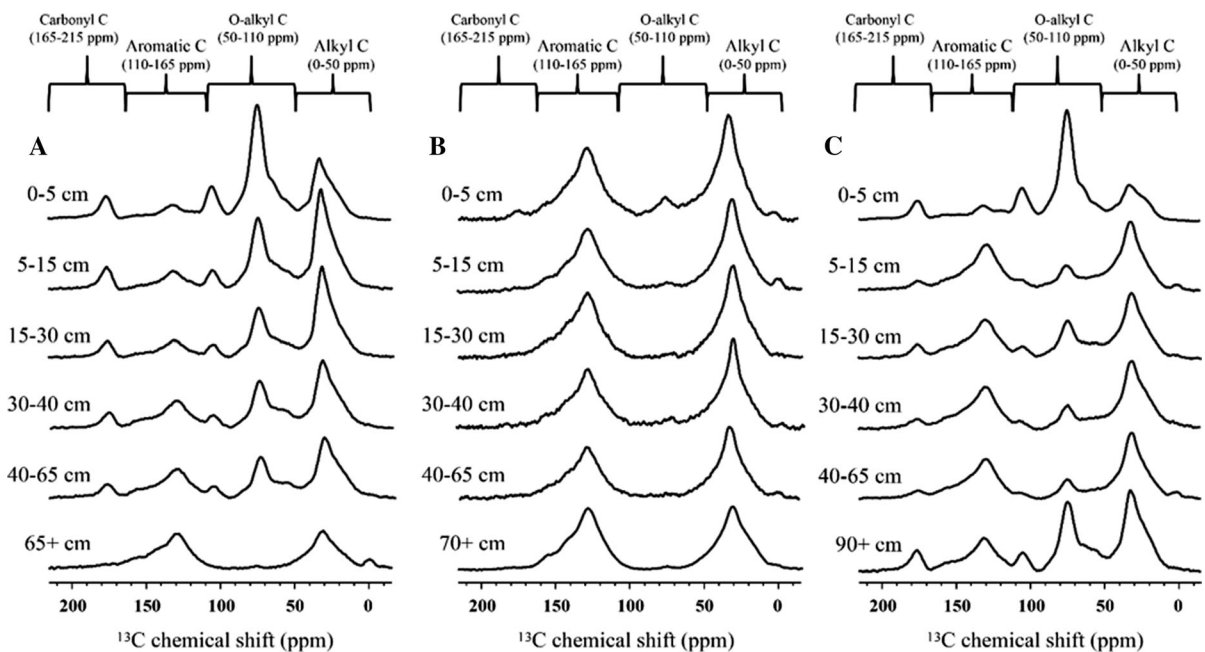 Carbonyl C
(165-215 ppm)
Aromatic C
(110-165 ppm)
O-alkyl C
(50-110 ppm)
Alkyl C
(0-50 ppm)
A
0-5 cm
5-15 cm
15-30 cm
30-40 cm
40-65 cm
65+ cm
200 150 100 50 0
¹³C chemical shift (ppm)
Carbonyl C
(165-215 ppm)
Aromatic C
(110-165 ppm)
O-alkyl C
(50-110 ppm)
Alkyl C
(0-50 ppm)
B
0-5 cm
5-15 cm
15-30 cm
30-40 cm
40-65 cm
70+ cm
200 150 100 50 0
¹³C chemical shift (ppm)
Carbonyl C
(165-215 ppm)
Aromatic C
(110-165 ppm)
O-alkyl C
(50-110 ppm)
Alkyl C
(0-50 ppm)
C
0-5 cm
5-15 cm
15-30 cm
30-40 cm
40-65 cm
90+ cm
200 150 100 50 0
¹³C chemical shift (ppm)